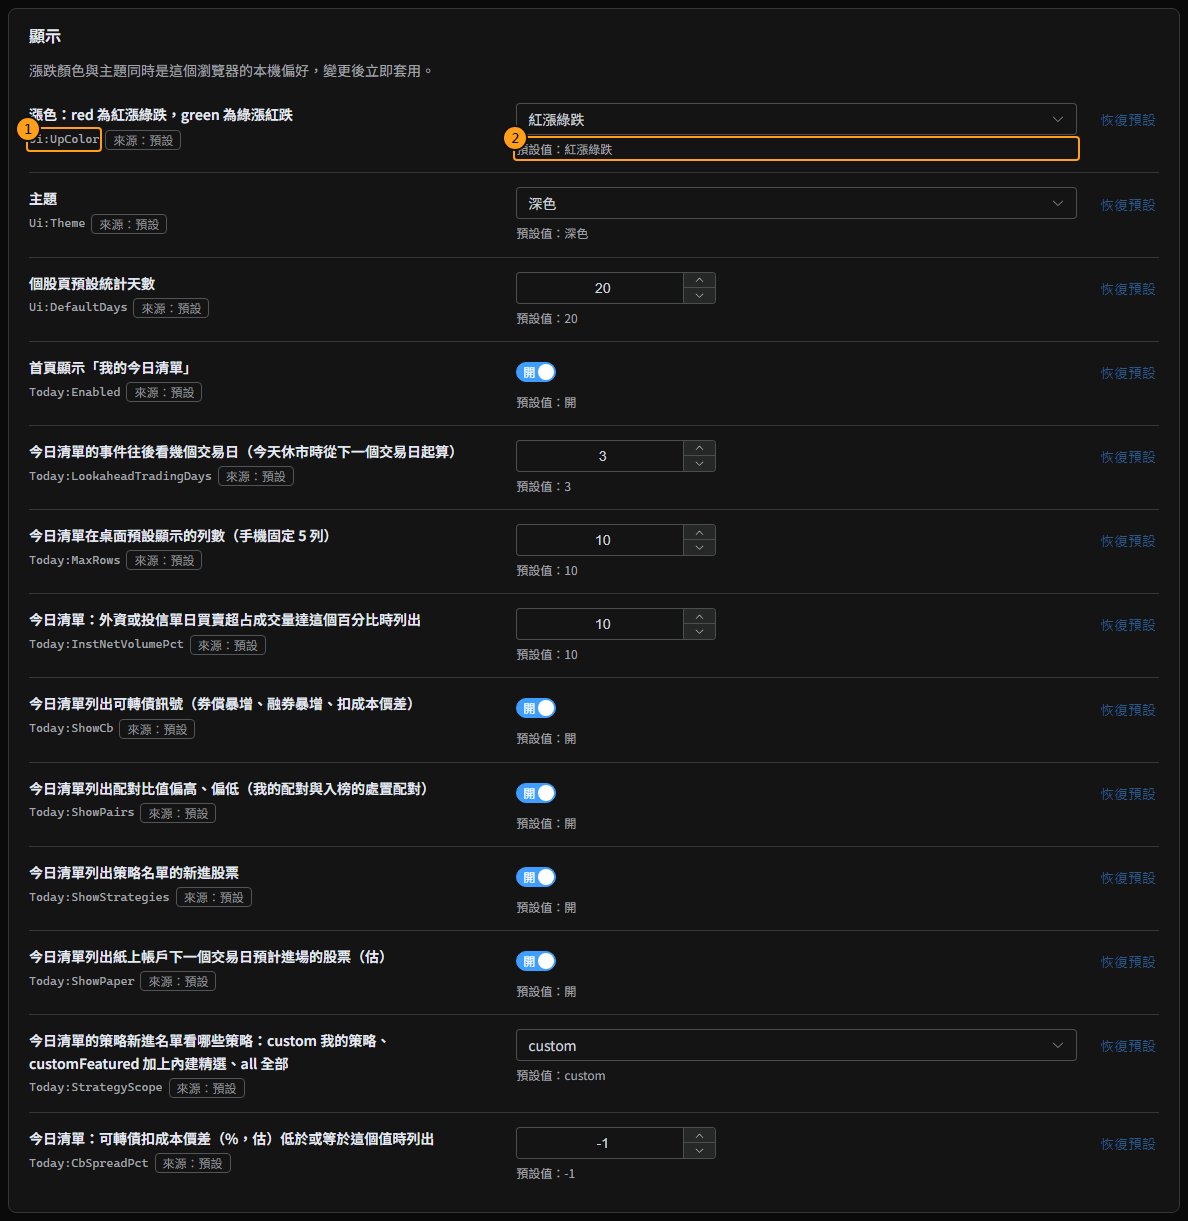 顯示
漲跌顏色與主題同時是這個瀏覽器的本機偏好，變更後立即套用。
漲色：red 為紅漲綠跌，green 為綠漲紅跌
紅漲綠跌
恢復預設
1
Ui:UpColor
來源：預設
2
預設值：紅漲綠跌
主題
深色
恢復預設
Ui:Theme
來源：預設
預設值：深色
個股頁預設統計天數
20
恢復預設
Ui:DefaultDays
來源：預設
預設值：20
首頁顯示「我的今日清單」
開
恢復預設
Today:Enabled
來源：預設
預設值：開
今日清單的事件往後看幾個交易日（今天休市時從下一個交易日起算）
3
恢復預設
Today:LookaheadTradingDays
來源：預設
預設值：3
今日清單在桌面預設顯示的列數（手機固定 5 列）
10
恢復預設
Today:MaxRows
來源：預設
預設值：10
今日清單：外資或投信單日買賣超占成交量達這個百分比時列出
10
恢復預設
Today:InstNetVolumePct
來源：預設
預設值：10
今日清單列出可轉債訊號（券償暴增、融券暴增、扣成本價差）
開
恢復預設
Today:ShowCb
來源：預設
預設值：開
今日清單列出配對比值偏高、偏低（我的配對與入榜的處置配對）
開
恢復預設
Today:ShowPairs
來源：預設
預設值：開
今日清單列出策略名單的新進股票
開
恢復預設
Today:ShowStrategies
來源：預設
預設值：開
今日清單列出紙上帳戶下一個交易日預計進場的股票（估）
開
恢復預設
Today:ShowPaper
來源：預設
預設值：開
今日清單的策略新進名單看哪些策略：custom 我的策略、
customFeatured 加上內建精選、all 全部
custom
恢復預設
Today:StrategyScope
來源：預設
預設值：custom
今日清單：可轉債扣成本價差（%，估）低於或等於這個值時列出
-1
恢復預設
Today:CbSpreadPct
來源：預設
預設值：-1